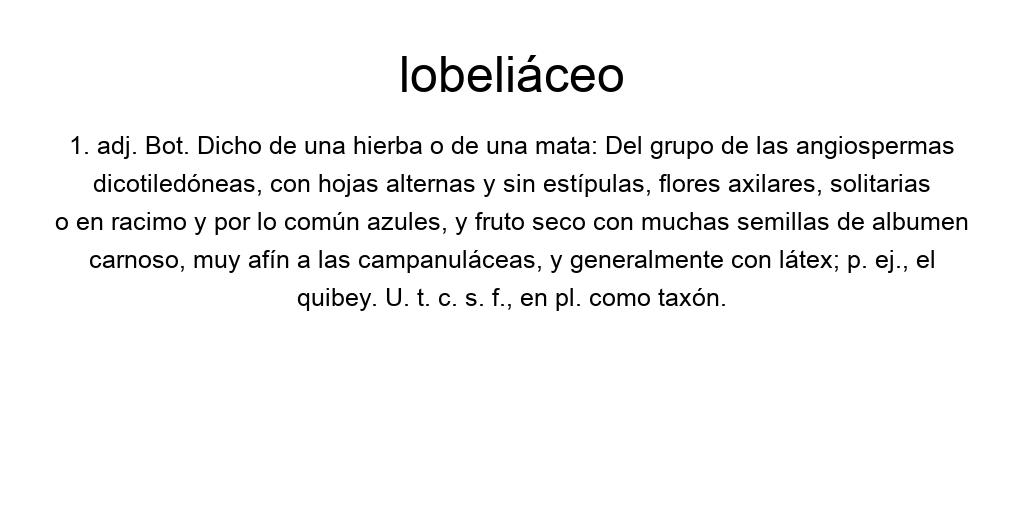 lobeliáceo
1. adj. Bot. Dicho de una hierba o de una mata: Del grupo de las angiospermas
dicotiledóneas, con hojas alternas y sin estípulas, flores axilares, solitarias
o en racimo y por lo común azules, y fruto seco con muchas semillas de albumen
carnoso, muy afín a las campanuláceas, y generalmente con látex; p. ej., el
quibey. U. t. c. s. f., en pl. como taxón.